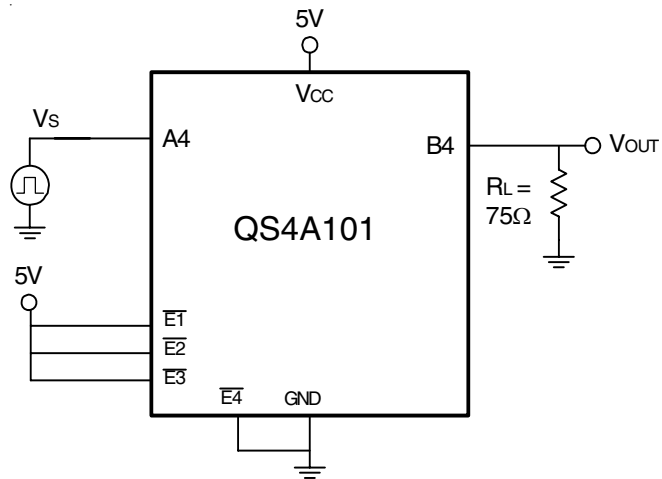 5V
VCC
VS
A4
B4
VOUT
RL =
75Ω
QS4A101
5V
E1
E2
E3
E4
GND